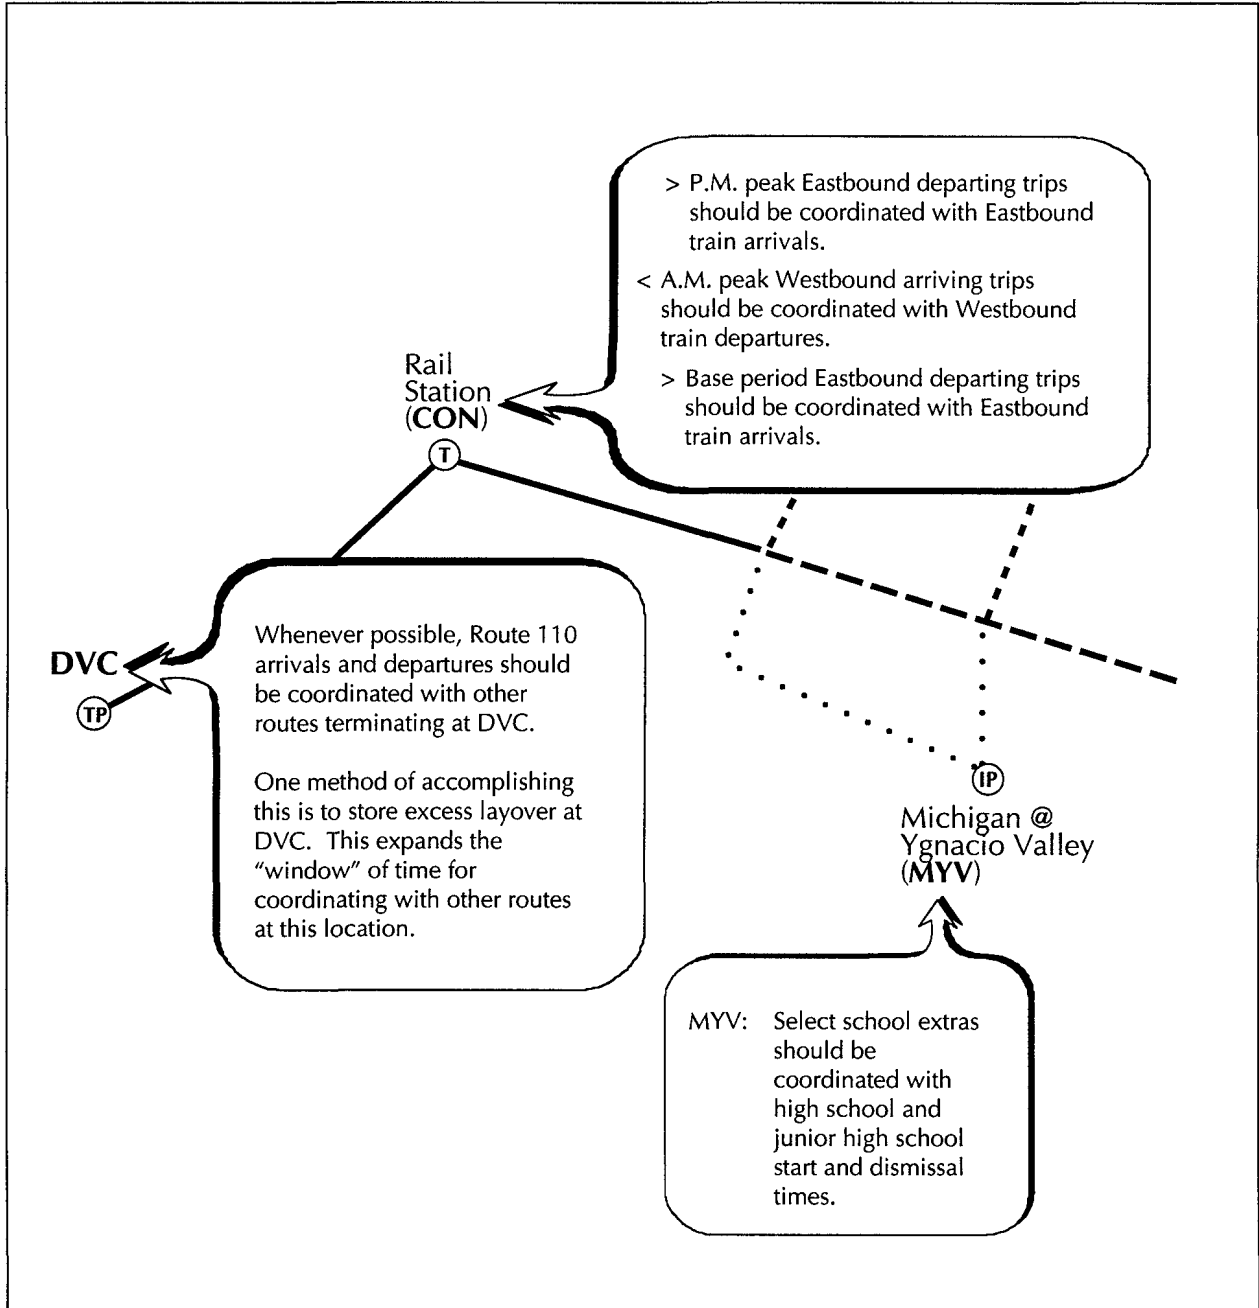 > P.M. peak Eastbound departing trips
should be coordinated with Eastbound
train arrivals.
< A.M. peak Westbound arriving trips
should be coordinated with Westbound
train departures.
> Base period Eastbound departing trips
should be coordinated with Eastbound
train arrivals.
Rail
Station
(CON)
T
DVC
TP
Whenever possible, Route 110
arrivals and departures should
be coordinated with other
routes terminating at DVC.
One method of accomplishing
this is to store excess layover at
DVC. This expands the
“window” of time for
coordinating with other routes
at this location.
IP
Michigan @
Ygnacio Valley
(MYV)
MYV: Select school extras
should be
coordinated with
high school and
junior high school
start and dismissal
times.